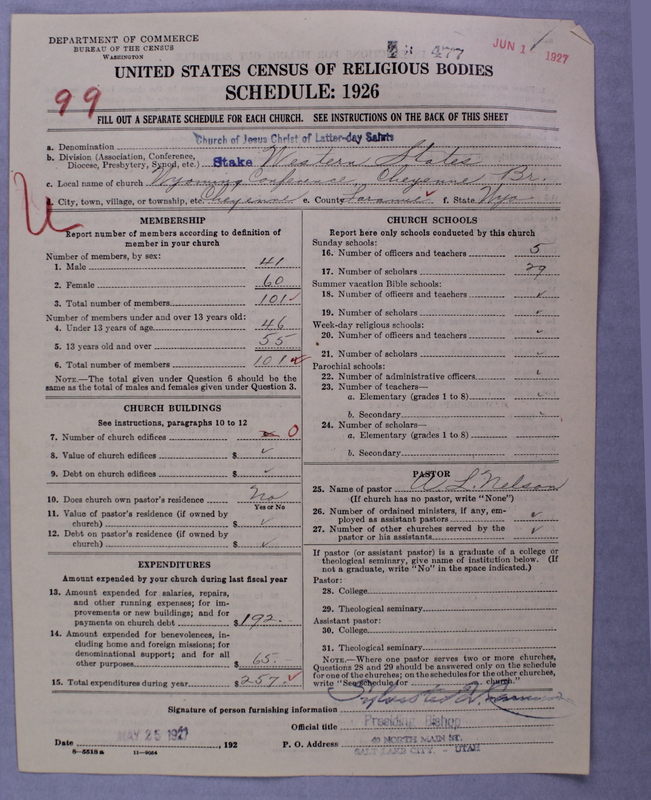 DEPARTMENT OF COMMERCE
BUREAU OF THE CENSUS
WASHINGTON
477
JUN 1 1927
UNITED STATES CENSUS OF RELIGIOUS BODIES
SCHEDULE: 1926
99
FILL OUT A SEPARATE SCHEDULE FOR EACH CHURCH. SEE INSTRUCTIONS ON THE BACK OF THIS SHEET
a. Denomination Church of Jesus Christ of Latter-day Saints
b. Division (Association, Conference, Diocese, Presbytery, Synod, etc.) Stake Western States
c. Local name of church Wyoming Conference, Cheyenne Br.
d. City, town, village, or township, etc. Cheyenne e. County Laramie f. State Wyo
U
MEMBERSHIP
Report number of members according to definition of
member in your church
Number of members, by sex:
1. Male 41
2. Female 60
3. Total number of members 101
Number of members under and over 13 years old:
4. Under 13 years of age 46
5. 13 years old and over 55
6. Total number of members 101
NOTE.—The total given under Question 6 should be the
same as the total of males and females given under Question 3.
CHURCH BUILDINGS
See instructions, paragraphs 10 to 12
7. Number of church edifices 0
8. Value of church edifices $
9. Debt on church edifices $
10. Does church own pastor's residence No
Yes or No
11. Value of pastor's residence (if owned by
church) $
12. Debt on pastor's residence (if owned by
church) $
EXPENDITURES
Amount expended by your church during last fiscal year
13. Amount expended for salaries, repairs,
and other running expenses; for im-
provements or new buildings; and for
payments on church debt $192.
14. Amount expended for benevolences, in-
cluding home and foreign missions; for
denominational support; and for all
other purposes $ 65.
15. Total expenditures during year $257.
CHURCH SCHOOLS
Report here only schools conducted by this church
Sunday schools:
16. Number of officers and teachers 5
17. Number of scholars 29
Summer vacation Bible schools:
18. Number of officers and teachers
19. Number of scholars
Week-day religious schools:
20. Number of officers and teachers
21. Number of scholars
Parochial schools:
22. Number of administrative officers
23. Number of teachers—
a. Elementary (grades 1 to 8)
b. Secondary
24. Number of scholars—
a. Elementary (grades 1 to 8)
b. Secondary
PASTOR
25. Name of pastor A L Nelson
(If church has no pastor, write "None")
26. Number of ordained ministers, if any, em-
ployed as assistant pastors
27. Number of other churches served by the
pastor or his assistants
If pastor (or assistant pastor) is a graduate of a college or
theological seminary, give name of institution below. (If
not a graduate, write "No" in the space indicated.)
Pastor:
28. College
29. Theological seminary
Assistant pastor:
30. College
31. Theological seminary
NOTE.—Where one pastor serves two or more churches,
Questions 28 and 29 should be answered only on the schedule
for one of the churches; on the schedules for the other churches,
write "See schedule for church."
Signature of person furnishing information Sylvester Q. Cannon
Official title Presiding Bishop
Date MAY 25 1927, 192 P. O. Address 40 NORTH MAIN ST.
SALT LAKE CITY, - UTAH
8-5518a 11-9054